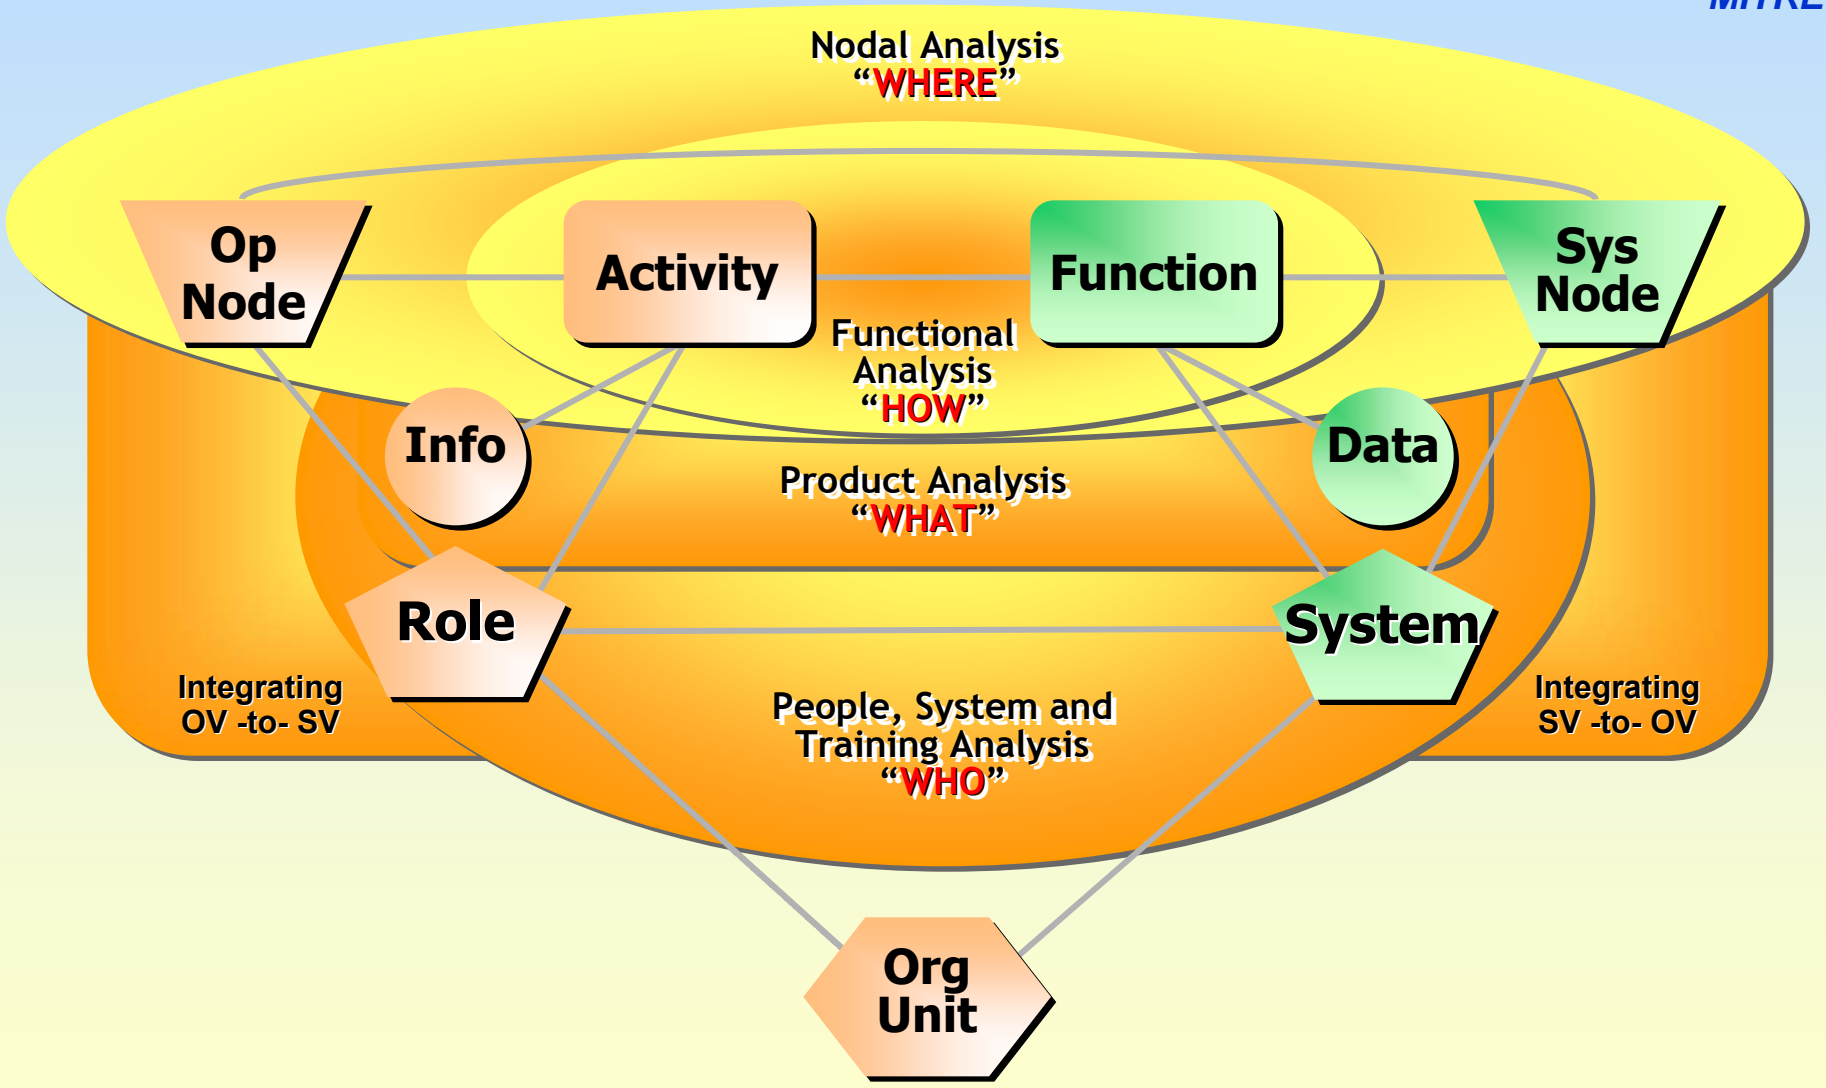 MITRE
Nodal Analysis
“WHERE”
Op
Node
Activity
Function
Sys
Node
Functional
Analysis
“HOW”
Info
Data
Product Analysis
“WHAT”
Role
System
Integrating
OV -to- SV
People, System and
Training Analysis
“WHO”
Integrating
SV -to- OV
Org
Unit